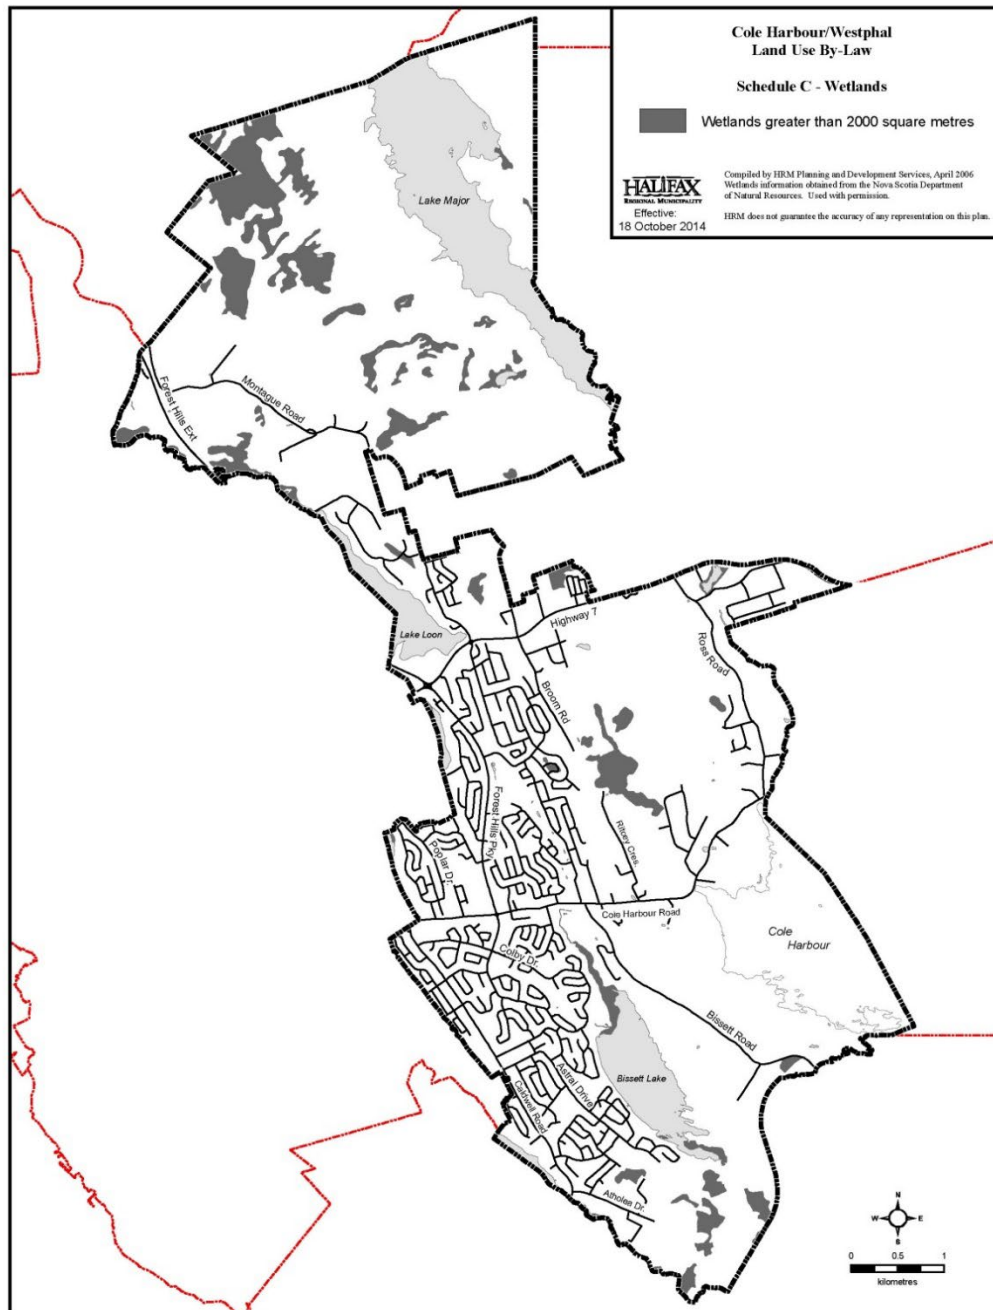 Cole Harbour/Westphal
Land Use By-Law
Schedule C - Wetlands
Wetlands greater than 2000 square metres
HALIFAX
REGIONAL MUNICIPALITY
Effective:
18 October 2014
Compiled by HRM Planning and Development Services, April 2006
Wetlands information obtained from the Nova Scotia Department
of Natural Resources. Used with permission.
HRM does not guarantee the accuracy of any representation on this plan.
Lake Major
Forest Hills Ext
Montague Road
Lake Loon
Highway 7
Ross Road
Broom Rd
Forest Hills Pky
Ritcey Cres.
Poplar Dr.
Cole Harbour Road
Cole
Harbour
Colby Dr.
Bissett Road
Bissett Lake
Astral Drive
Caldwell Road
Atholea Dr.
N
W
E
S
0 0.5 1
kilometres